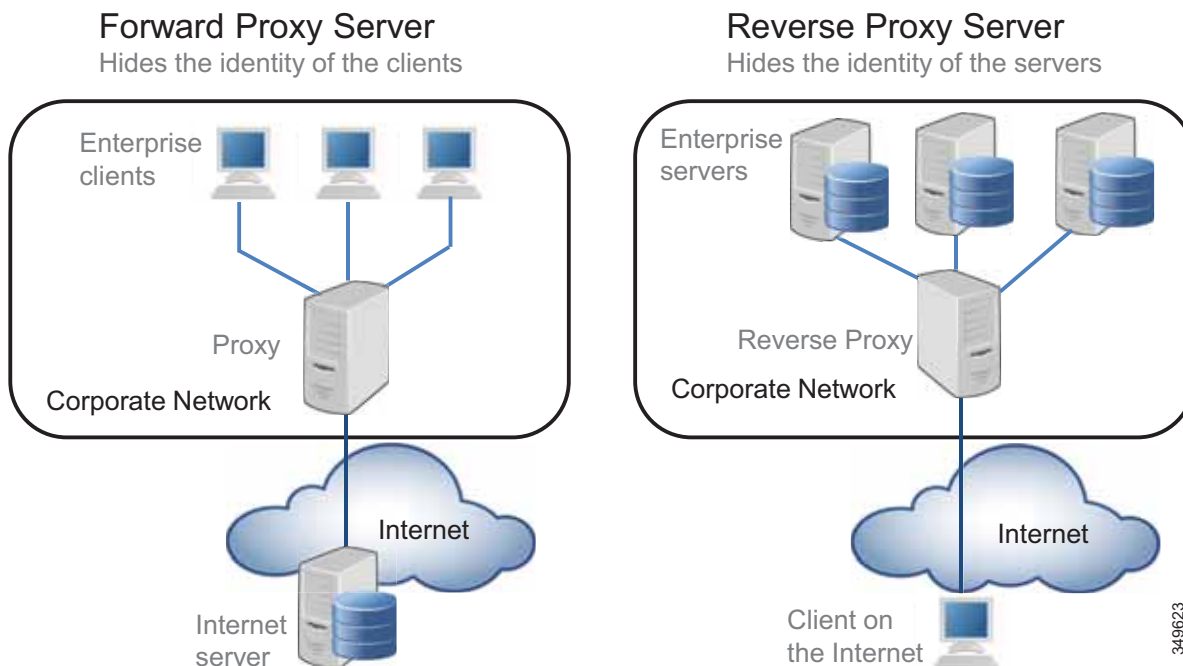 Forward Proxy Server
Hides the identity of the clients
Enterprise
clients
Proxy
Corporate Network
Internet
Internet
server
Reverse Proxy Server
Hides the identity of the servers
Enterprise
servers
Reverse Proxy
Corporate Network
Internet
Client on
the Internet
349623